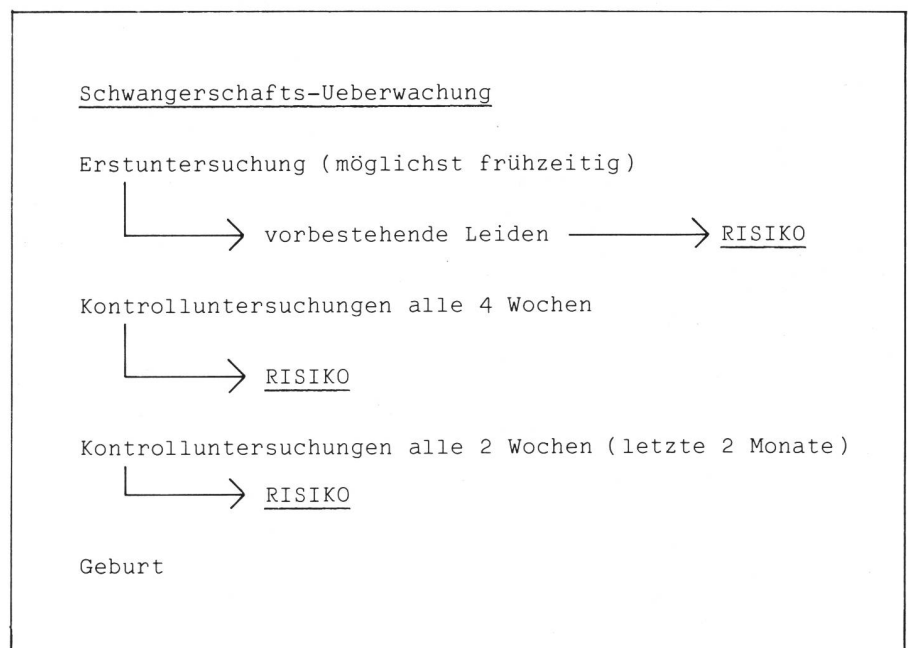 Schwangerschafts-Ueberwachung
Erstuntersuchung (möglichst frühzeitig)
vorbestehende Leiden RISIKO
Kontrolluntersuchungen alle 4 Wochen
RISIKO
Kontrolluntersuchungen alle 2 Wochen (letzte 2 Monate)
RISIKO
Geburt